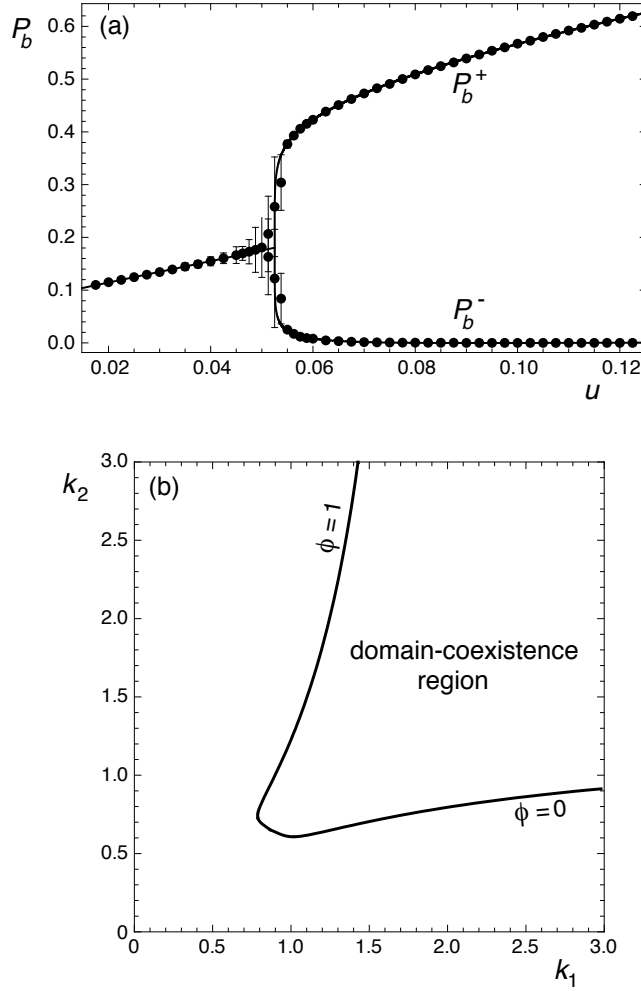 P_b
(a)
0.6
0.5
0.4
0.3
0.2
0.1
0.0
P_b^+
P_b^-
0.02 0.04 0.06 0.08 0.10 0.12
u
(b)
k_2
3.0
2.5
2.0
1.5
1.0
0.5
0
ϕ = 1
domain-coexistence
region
ϕ = 0
0 0.5 1.0 1.5 2.0 2.5 3.0
k_1